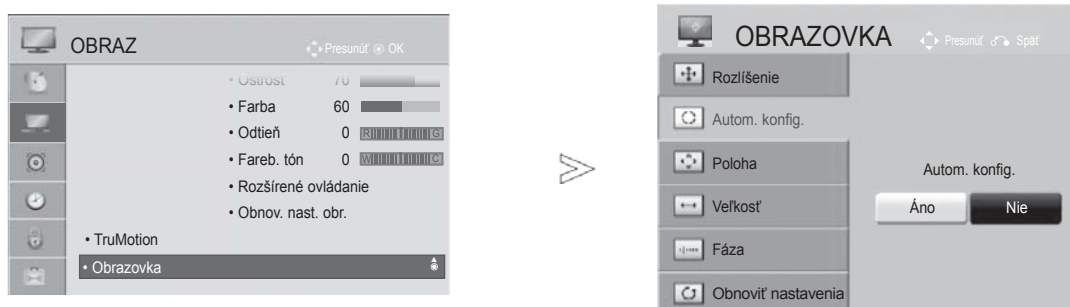 OBRAZ
Presunúť OK
• Ostrosť 70
• Farba 60
• Odtieň 0 R G
• Fareb. tón 0 W C
• Rozšírené ovládanie
• Obnov. nast. obr.
• TruMotion
• Obrazovka
OBRAZOVKA
Presunúť Späť
Rozlíšenie
Autom. konfig.
Poloha
Veľkosť
Fáza
Obnoviť nastavenia
Autom. konfig.
Áno Nie